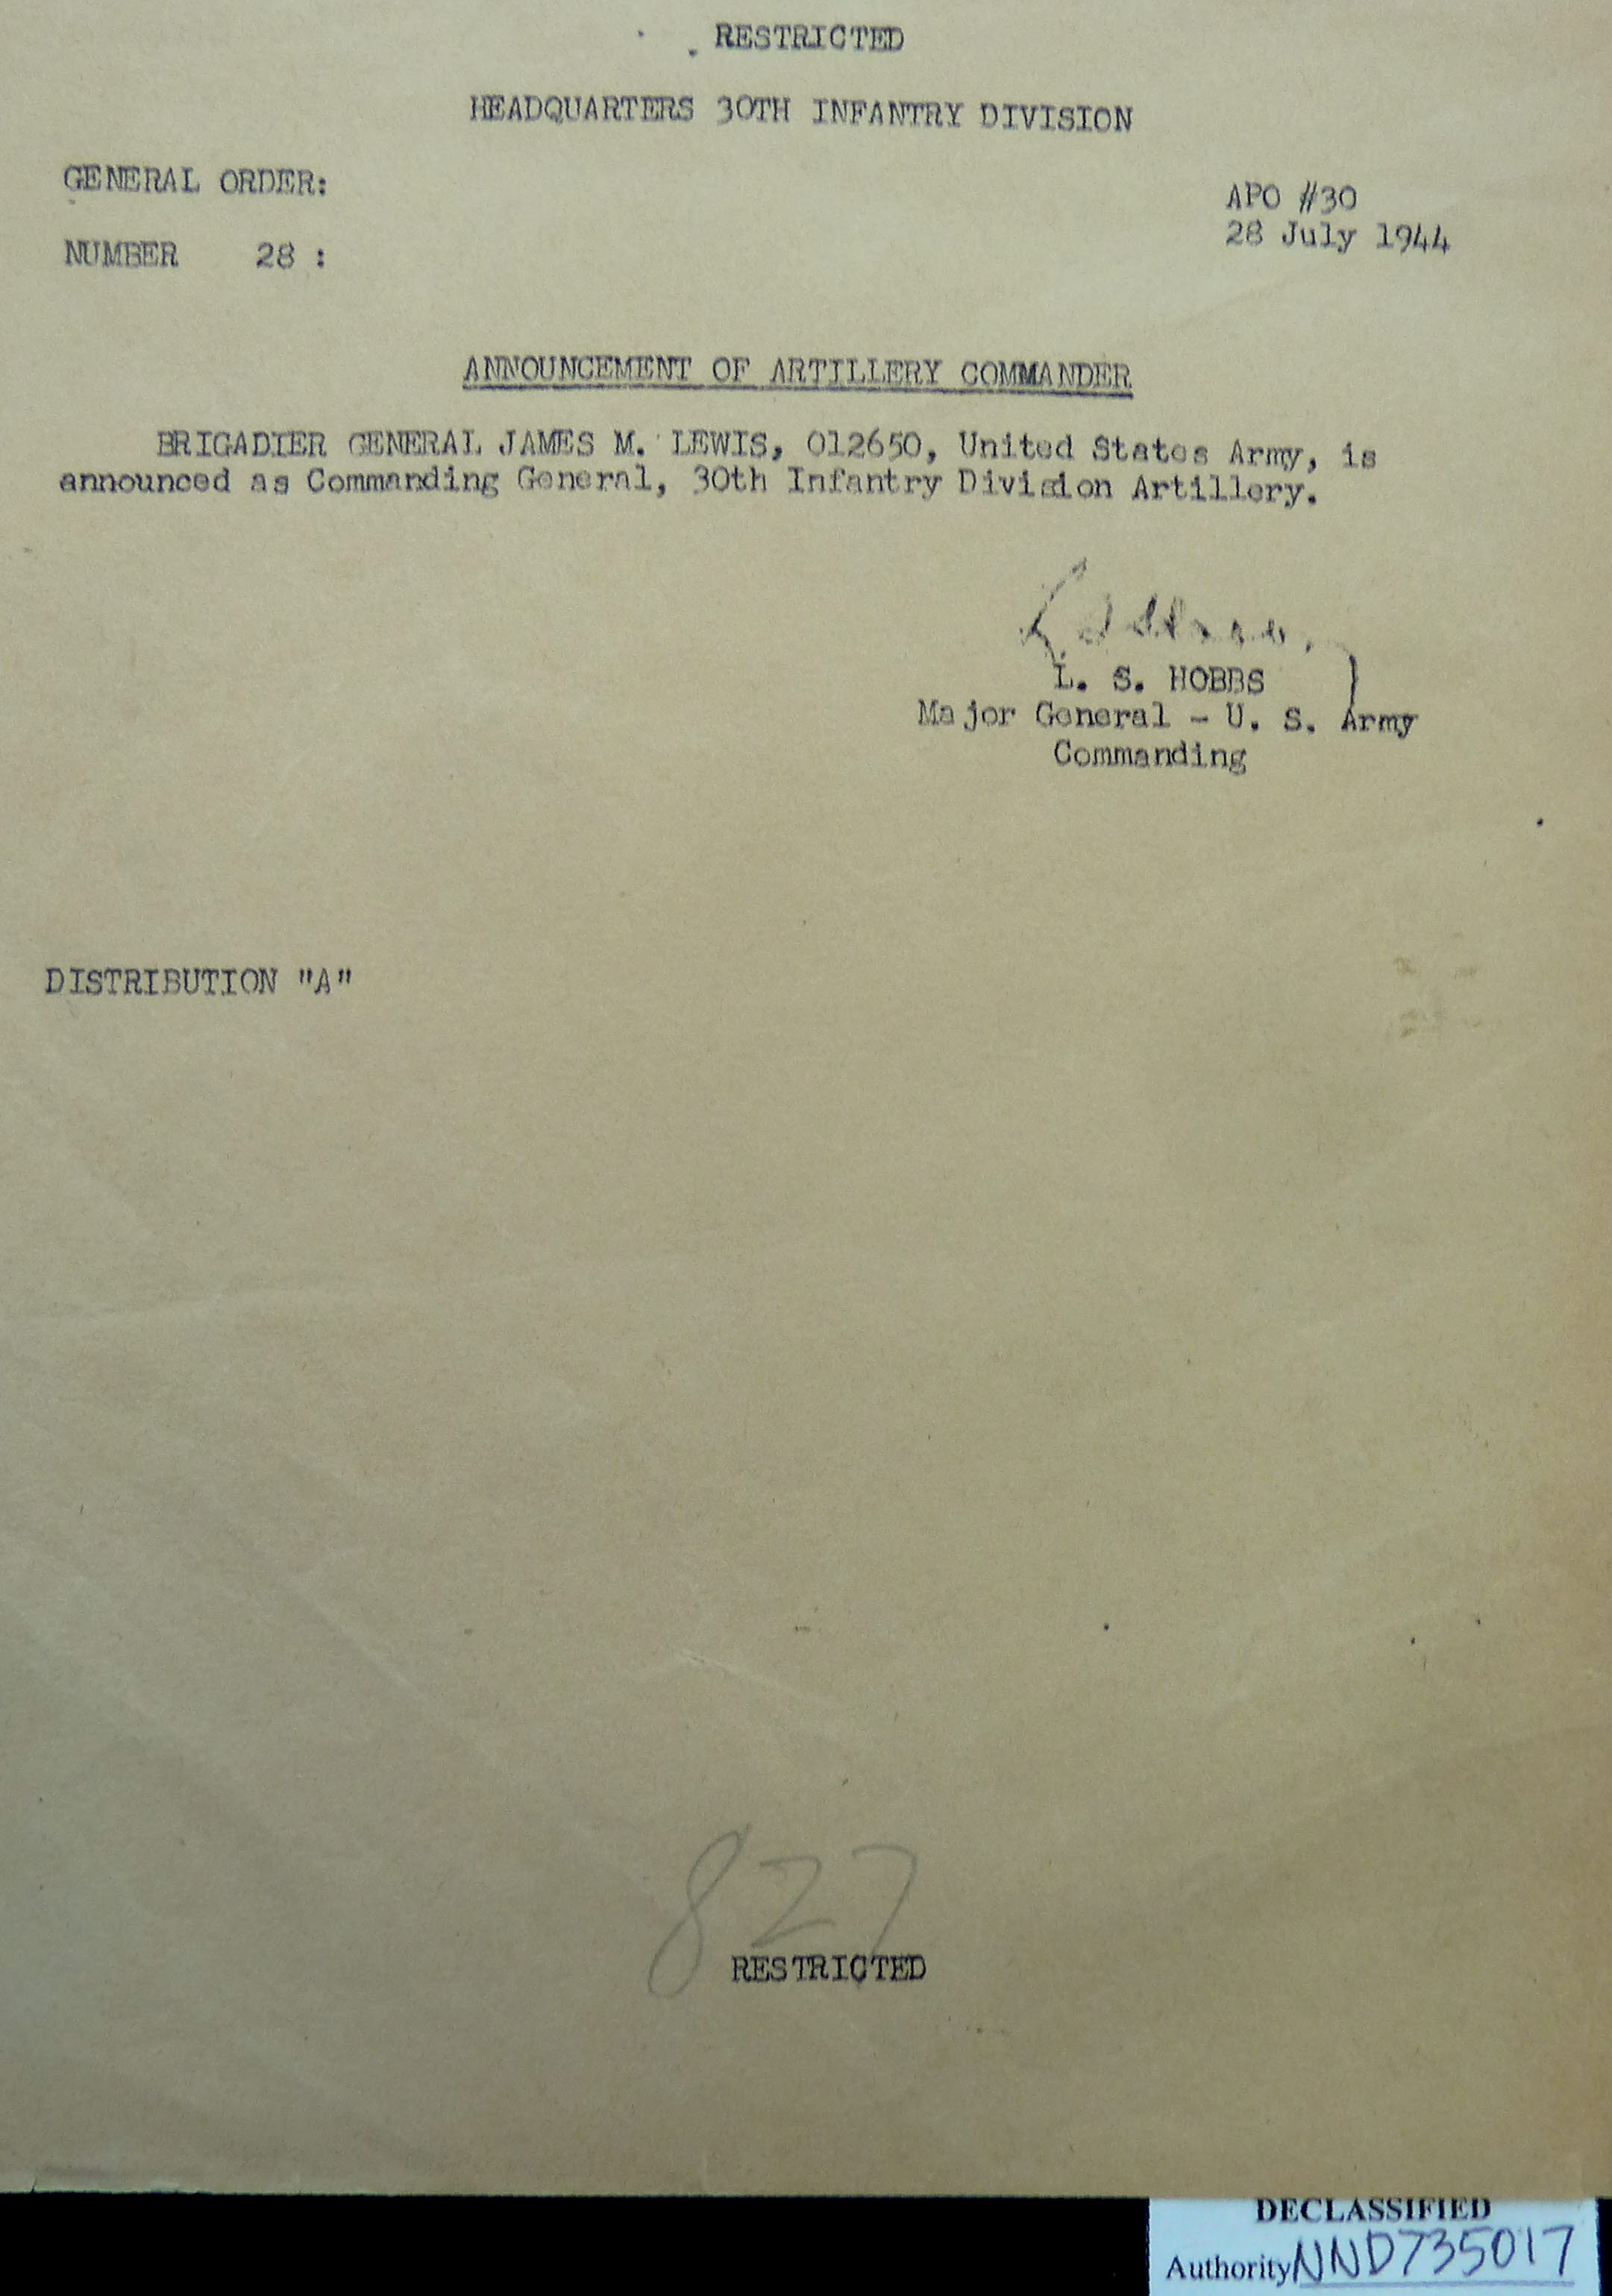 RESTRICTED
HEADQUARTERS 30TH INFANTRY DIVISION
GENERAL ORDER:
NUMBER 28 :
APO #30
28 July 1944
ANNOUNCEMENT OF ARTILLERY COMMANDER
BRIGADIER GENERAL JAMES M. LEWIS, O12650, United States Army, is
announced as Commanding General, 30th Infantry Division Artillery.
L. S. HOBBS
Major General - U. S. Army
Commanding
DISTRIBUTION "A"
827
RESTRICTED
DECLASSIFIED
Authority NND735017